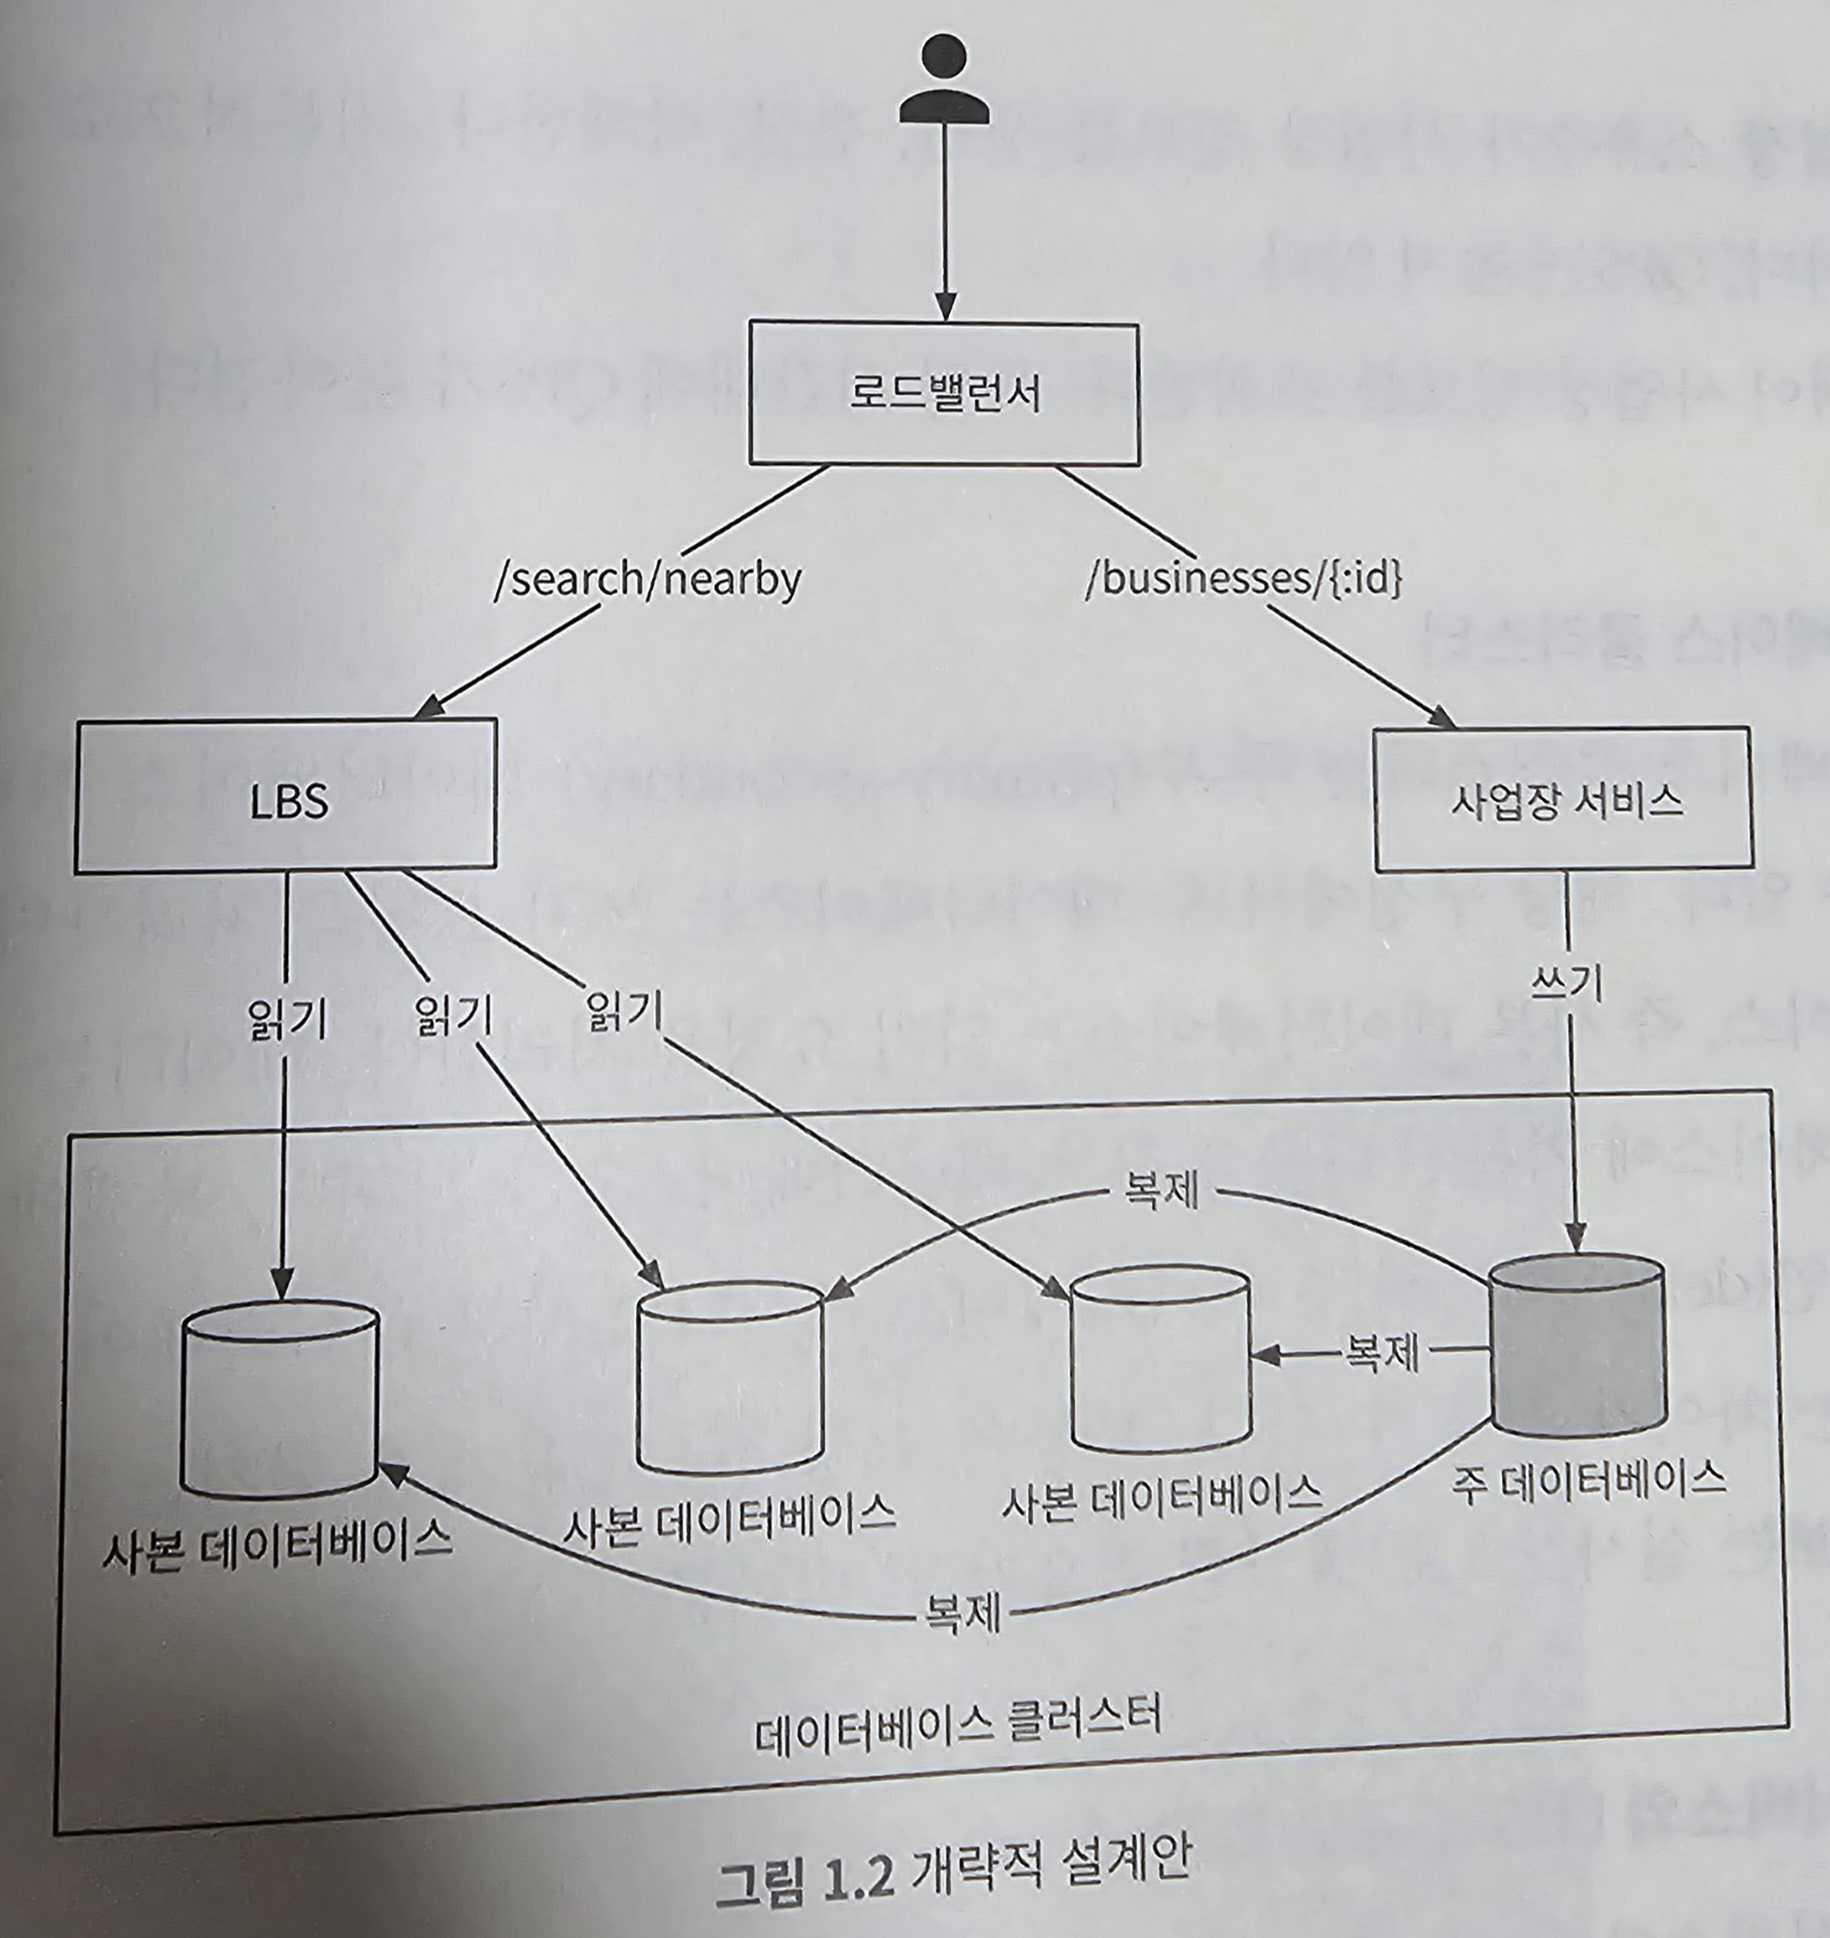 로드밸런서
/search/nearby
/businesses/{:id}
LBS
사업장 서비스
읽기
읽기
읽기
쓰기
복제
복제
사본 데이터베이스
사본 데이터베이스
사본 데이터베이스
주 데이터베이스
복제
데이터베이스 클러스터
그림 1.2 개략적 설계안